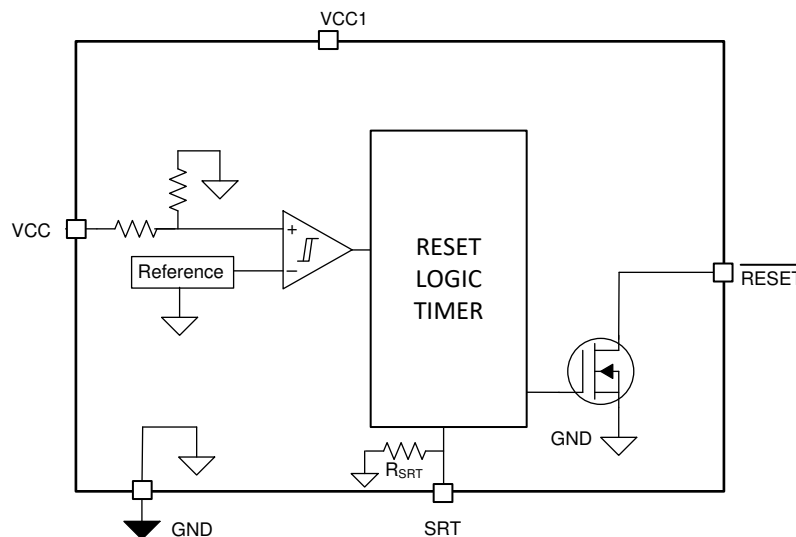 VCC1
VCC
+
−
Reference
RESET
LOGIC
TIMER
RESET
GND
RSRT
GND
SRT